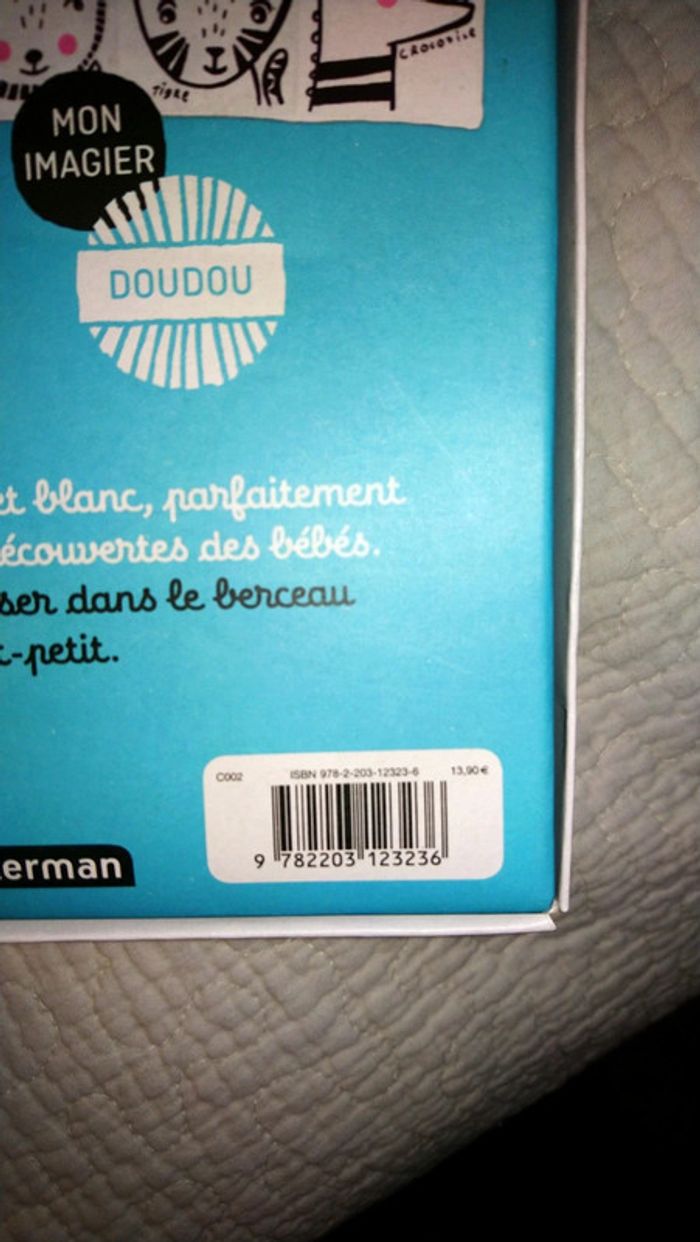 tigre
CROCODILE
MON
IMAGIER
DOUDOU
et blanc, parfaitement
écouvertes des bébés.
ser dans le berceau
-petit.
C002 ISBN 978-2-203-12323-6 13,90€
9 782203 123236
terman